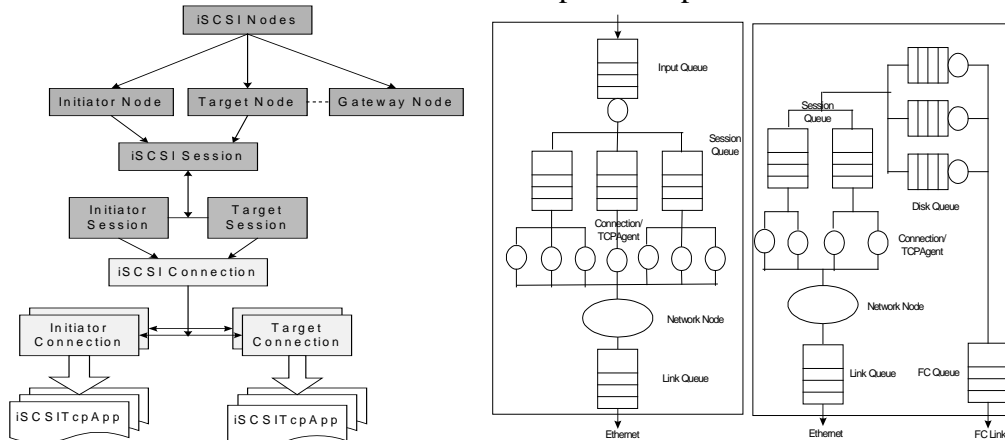 iSCSI Nodes
Initiator Node
Target Node
Gateway Node
iSCSI Session
Initiator
Session
Target
Session
iSCSI Connection
Initiator
Connection
Target
Connection
iSCSITcpApp
iSCSITcpApp
Input Queue
Session
Queue
Connection/
TCPAgent
Network Node
Link Queue
Ethernet
Session
Queue
Disk Queue
Connection/
TCPAgent
Network Node
Link Queue
FC Queue
Ethernet
FC Link